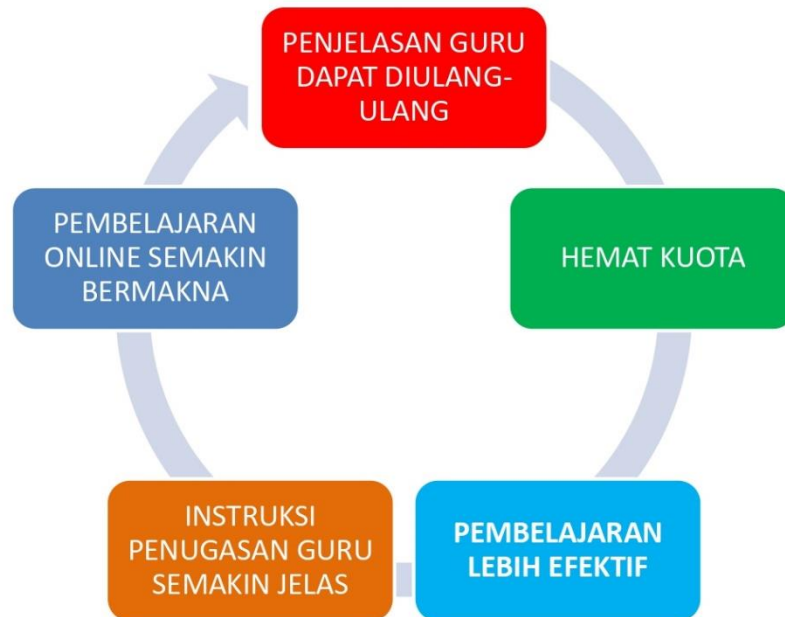 PENJELASAN GURU
DAPAT DIULANG-
ULANG
HEMAT KUOTA
PEMBELAJARAN
LEBIH EFEKTIF
INSTRUKSI
PENUGASAN GURU
SEMAKIN JELAS
PEMBELAJARAN
ONLINE SEMAKIN
BERMAKNA